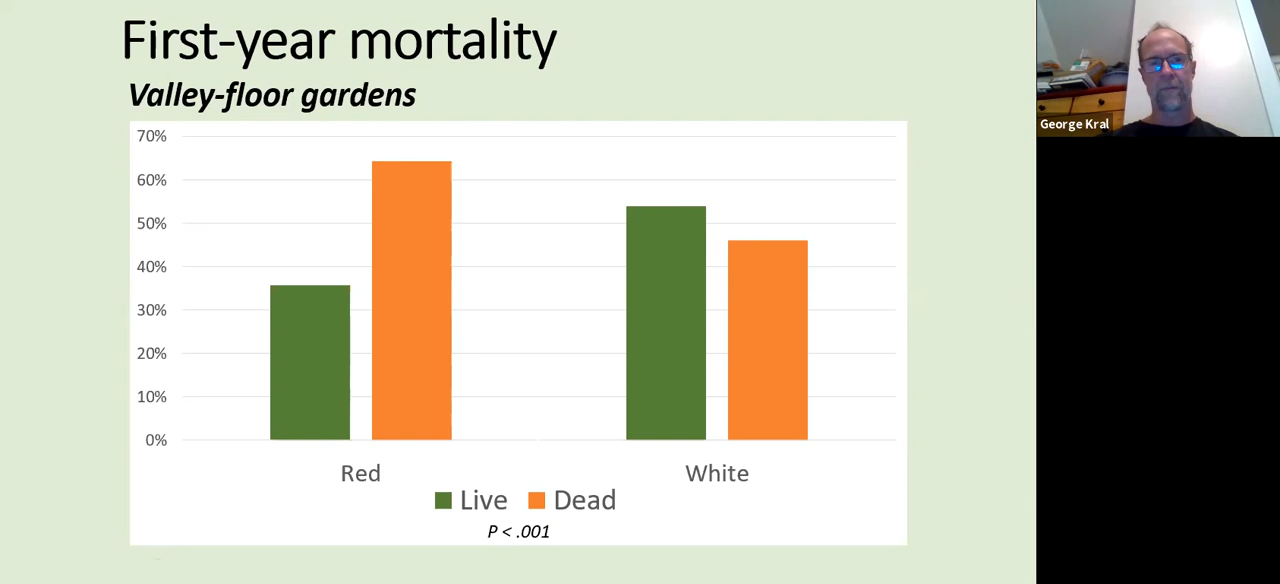 First-year mortality
Valley-floor gardens
70%
60%
50%
40%
30%
20%
10%
0%
Red White
Live Dead
P < .001
George Kral